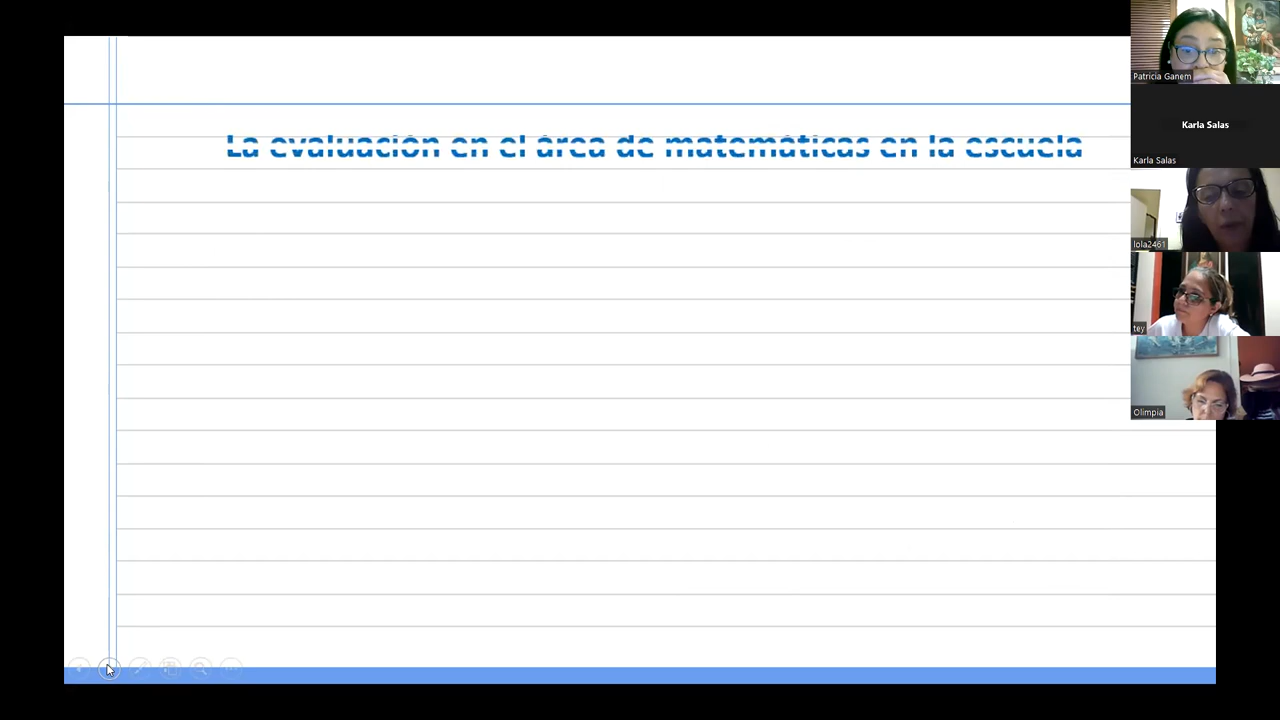 La evaluación en el área de matemáticas en la escuela
Patricia Ganem
Karla Salas
Karla Salas
lola2461
tey
Olimpia